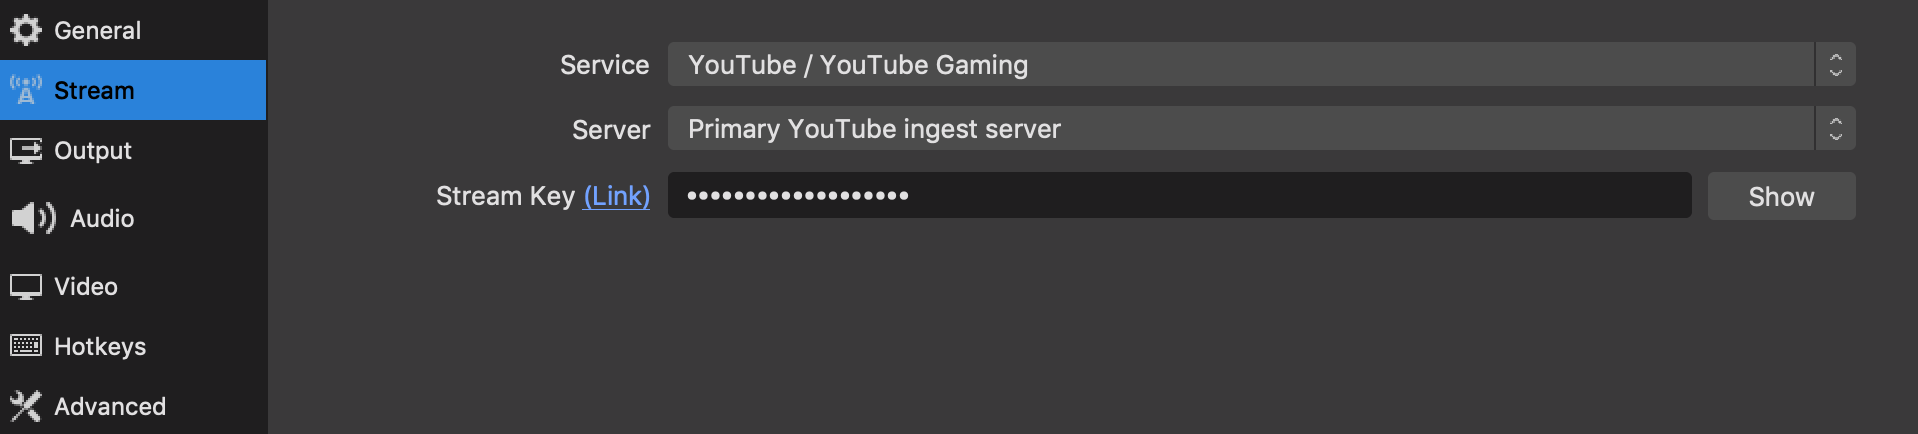 General
Stream
Output
Audio
Video
Hotkeys
Advanced
Service YouTube / YouTube Gaming
Server Primary YouTube ingest server
Stream Key (Link) ••••••••••••••••••• Show